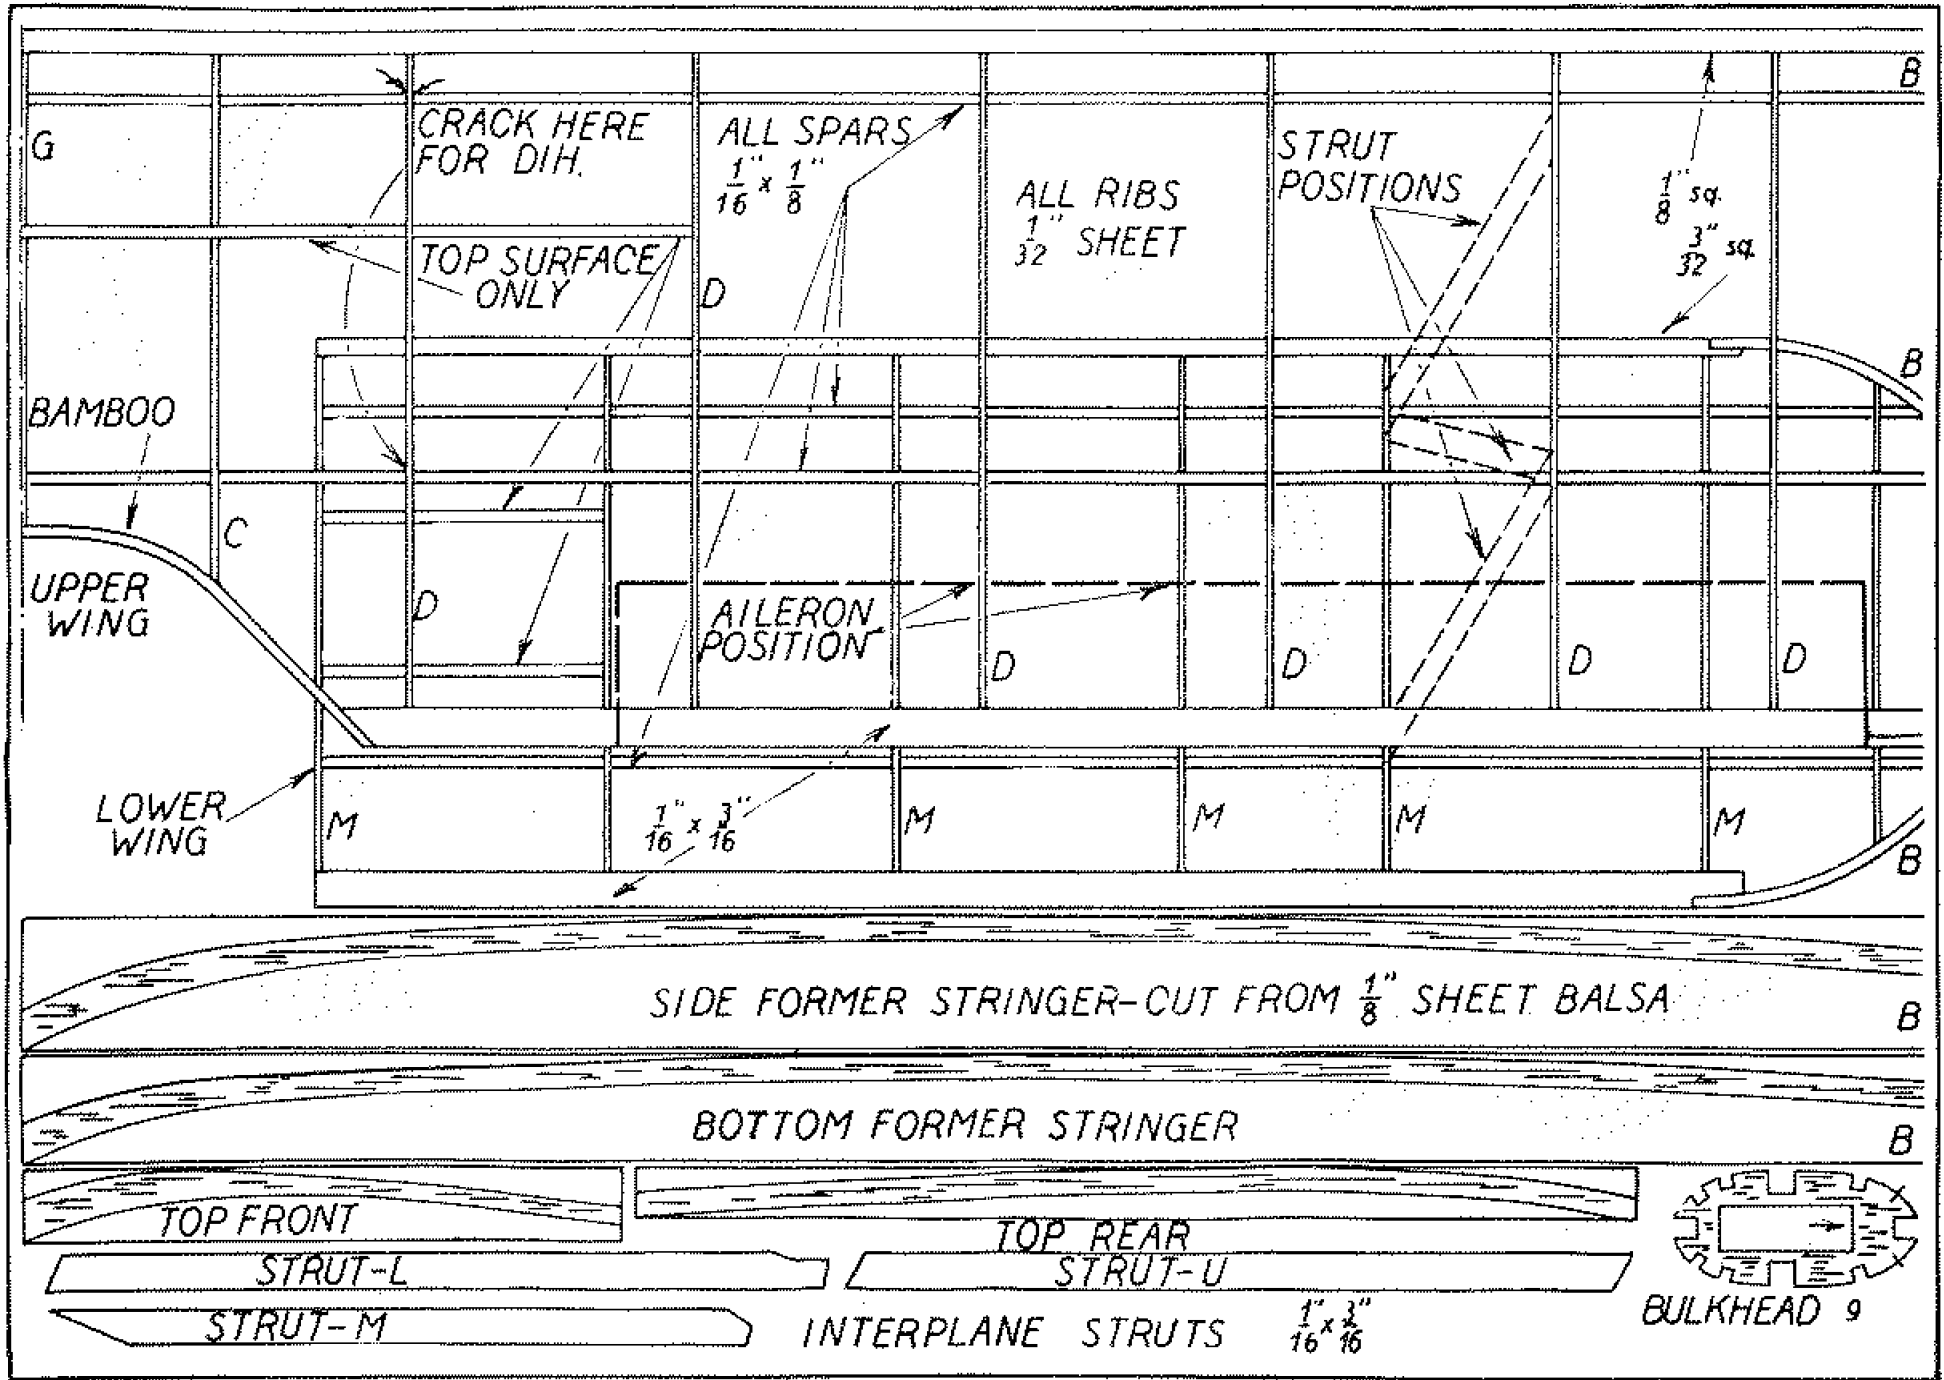 B
G
CRACK HERE
FOR DIH.
ALL SPARS
1/16" x 1/8"
ALL RIBS
1/32" SHEET
STRUT
POSITIONS
1/8" sq.
3/32" sq.
TOP SURFACE
ONLY
D
B
BAMBOO
C
UPPER
WING
D
AILERON
POSITION
D
D
D
D
LOWER
WING
M
1/16" x 3/16"
M
M
M
M
B
SIDE FORMER STRINGER-CUT FROM 1/8" SHEET BALSA
B
BOTTOM FORMER STRINGER
B
TOP FRONT
TOP REAR
STRUT-L
STRUT-U
STRUT-M
INTERPLANE STRUTS 1/16" x 3/16"
BULKHEAD 9